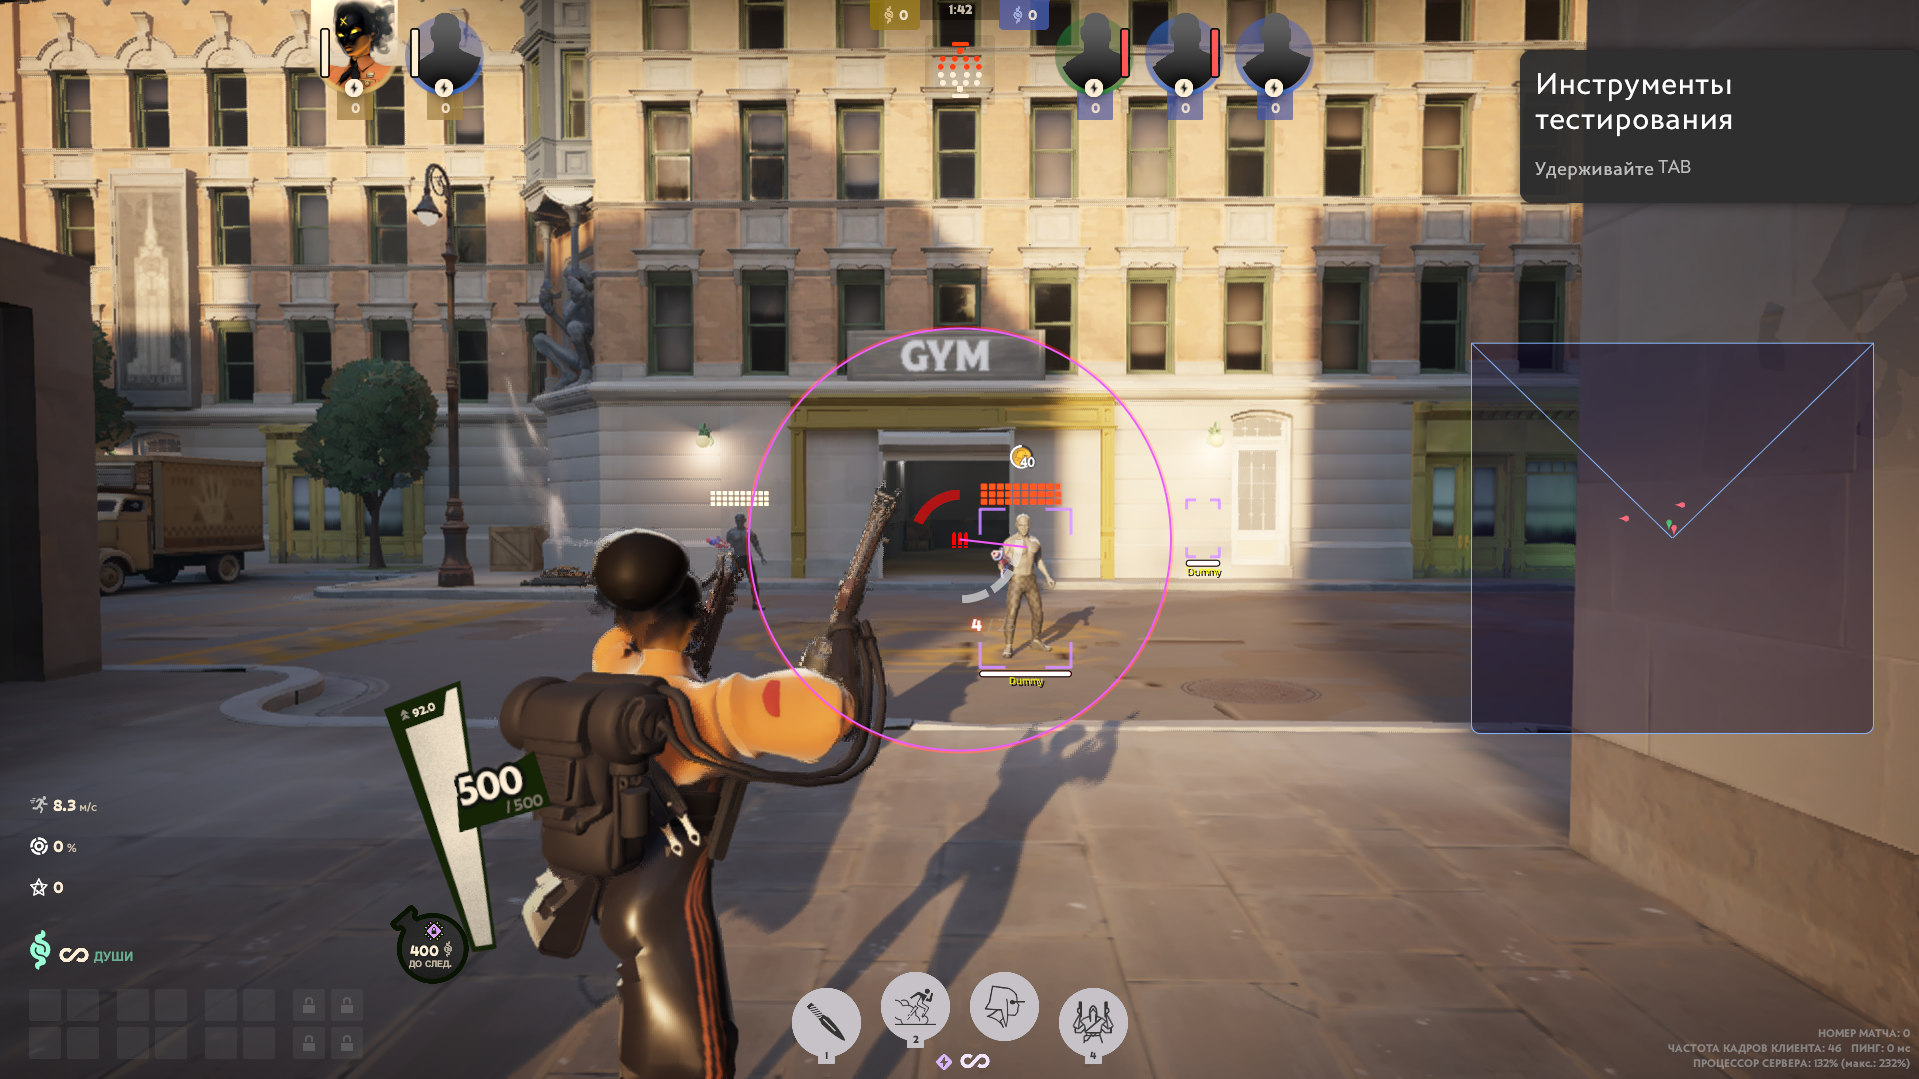 0
1:42
0
0
0
0
0
0
Инструменты
тестирования
Удерживайте TAB
GYM
40
Dummy
4
Dummy
92.0
500
/500
8.3 м/с
0 %
0
400
ДО СЛЕД.
ДУШИ
1
2
4
НОМЕР МАТЧА: 0
ЧАСТОТА КАДРОВ КЛИЕНТА: 46 ПИНГ: 0 мс
ПРОЦЕССОР СЕРВЕРА: 132% (макс.: 232%)